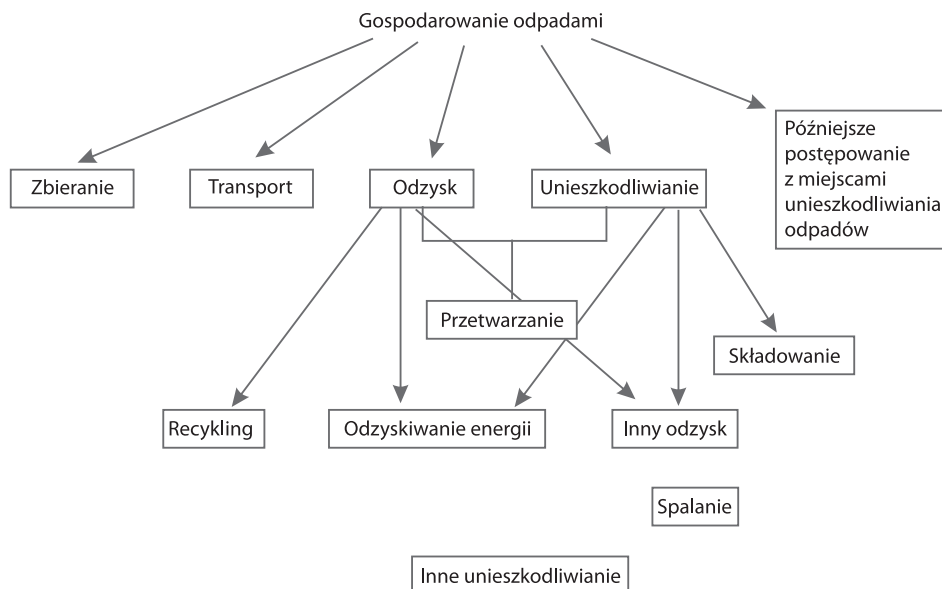 Gospodarowanie odpadami
Zbieranie
Transport
Odzysk
Unieszkodliwianie
Późniejsze
postępowanie
z miejscami
unieszkodliwiania
odpadów
Przetwarzanie
Składowanie
Recykling
Odzyskiwanie energii
Inny odzysk
Spalanie
Inne unieszkodliwianie